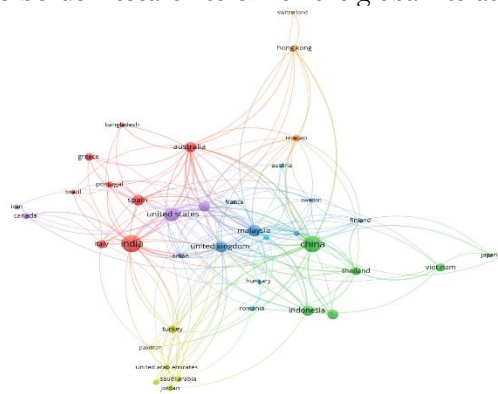 switzerland
hong kong
bangladesh
australia
macao
greece
austria
portugal
brazil
spain
france
sweden
iran
canada
united states
finland
malaysia
italy
india
united kingdom
china
oman
japan
thailand
vietnam
hungary
romania
indonesia
turkey
pakistan
united arab emirates
saudi arabia
jordan